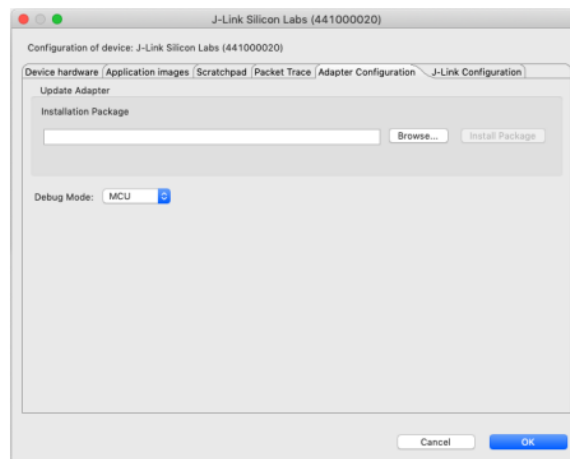 J-Link Silicon Labs (441000020)
Configuration of device: J-Link Silicon Labs (441000020)
Device hardware Application images Scratchpad Packet Trace Adapter Configuration J-Link Configuration
Update Adapter
Installation Package
Browse... Install Package
Debug Mode: MCU
Cancel OK